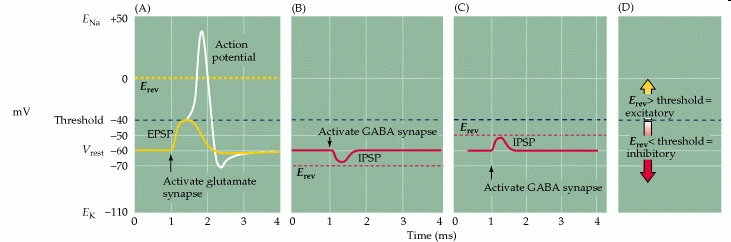 (A)
(B)
(C)
(D)
E_Na +50
0
mV
Threshold −40
−50
V_rest −60
−70
E_K −110
Action
potential
E_rev
EPSP
Activate glutamate
synapse
0 1 2 3 4
Activate GABA synapse
IPSP
E_rev
0 1 2 3 4
E_rev
IPSP
Activate GABA synapse
0 1 2 3 4
E_rev> threshold =
excitatory
E_rev< threshold =
inhibitory
Time (ms)